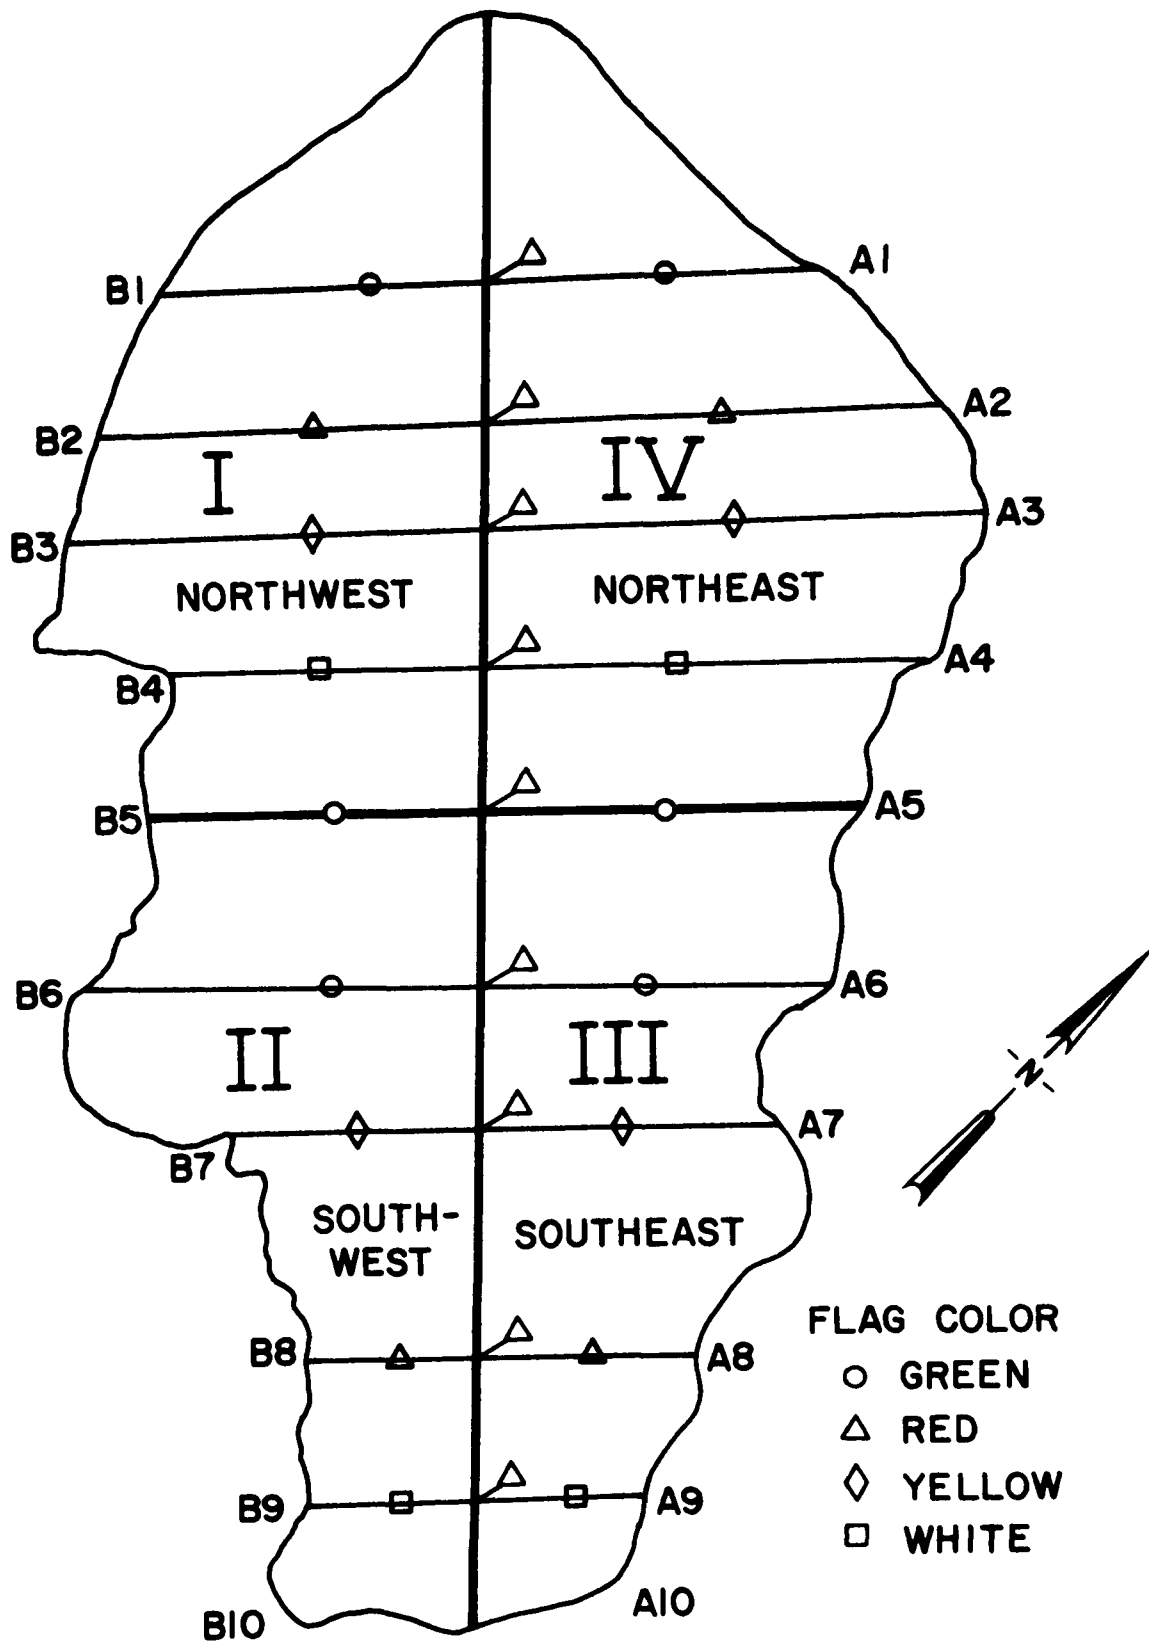 B1 A1
B2 A2
I IV
B3 A3
NORTHWEST NORTHEAST
B4 A4
B5 A5
B6 A6
II III
B7 A7
SOUTH-
WEST
SOUTHEAST
N
B8 A8
B9 A9
B10 A10
FLAG COLOR
GREEN
RED
YELLOW
WHITE